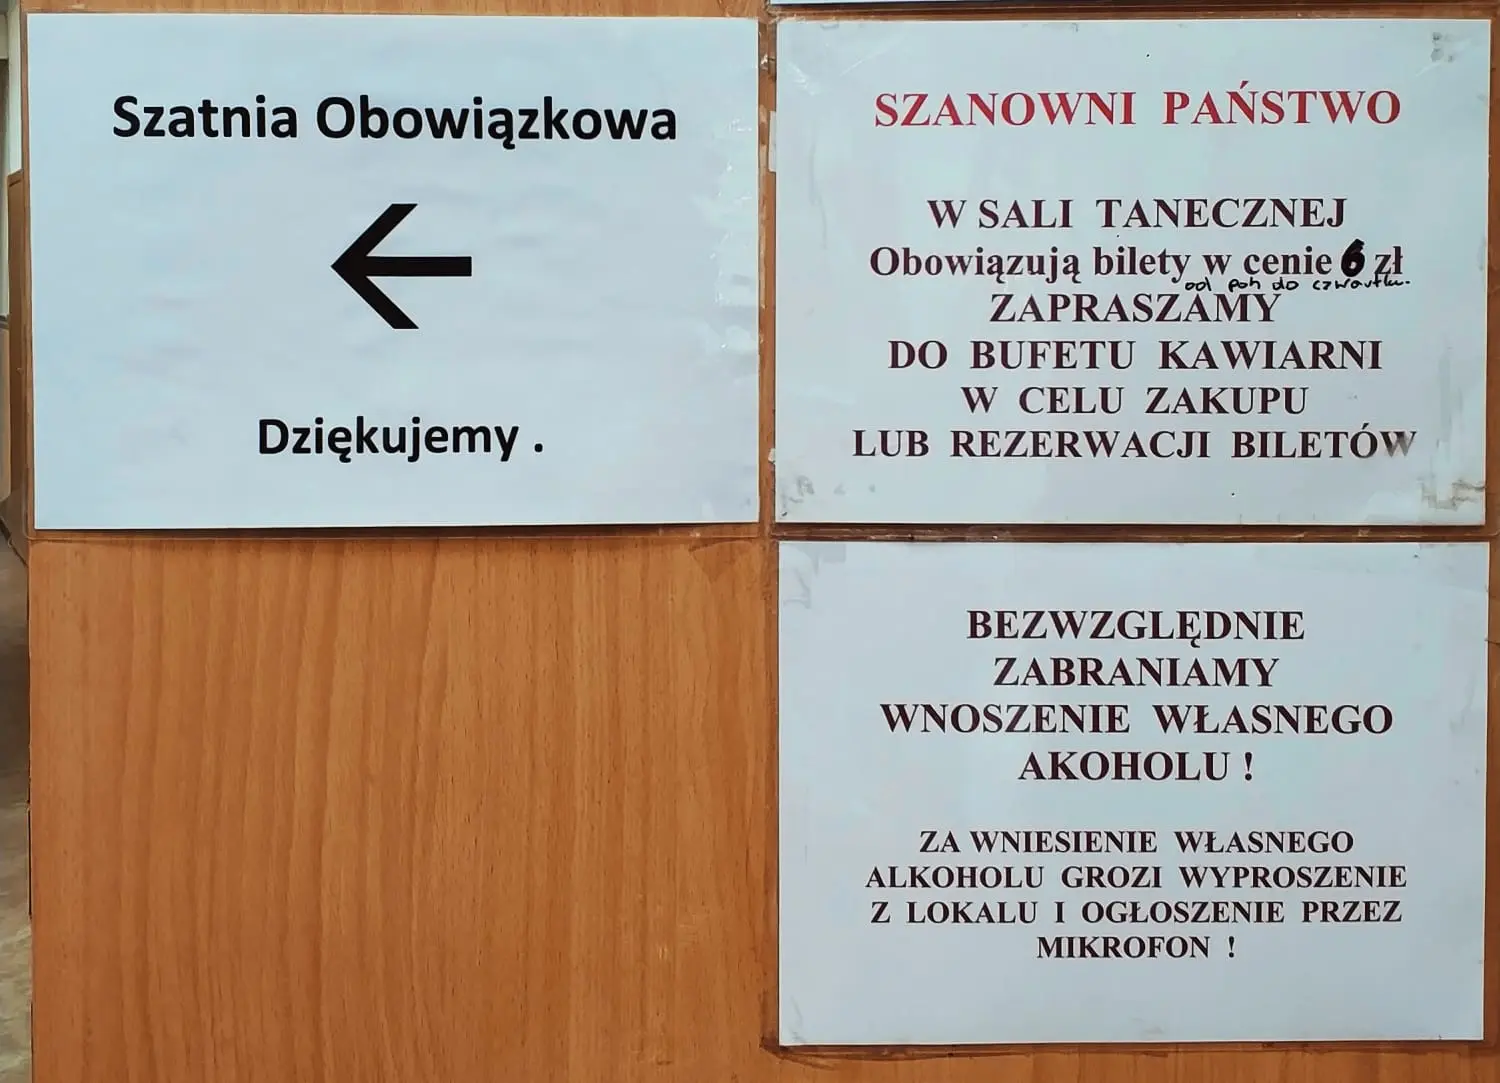 Szatnia Obowiązkowa
Dziękujemy .
SZANOWNI PAŃSTWO
W SALI TANECZNEJ
Obowiązują bilety w cenie 6 zł
od pon do czwartku.
ZAPRASZAMY
DO BUFETU KAWIARNI
W CELU ZAKUPU
LUB REZERWACJI BILETÓW
BEZWZGLĘDNIE
ZABRANIAMY
WNOSZENIE WŁASNEGO
AKOHOLU !
ZA WNIESIENIE WŁASNEGO
ALKOHOLU GROZI WYPROSZENIE
Z LOKALU I OGŁOSZENIE PRZEZ
MIKROFON !